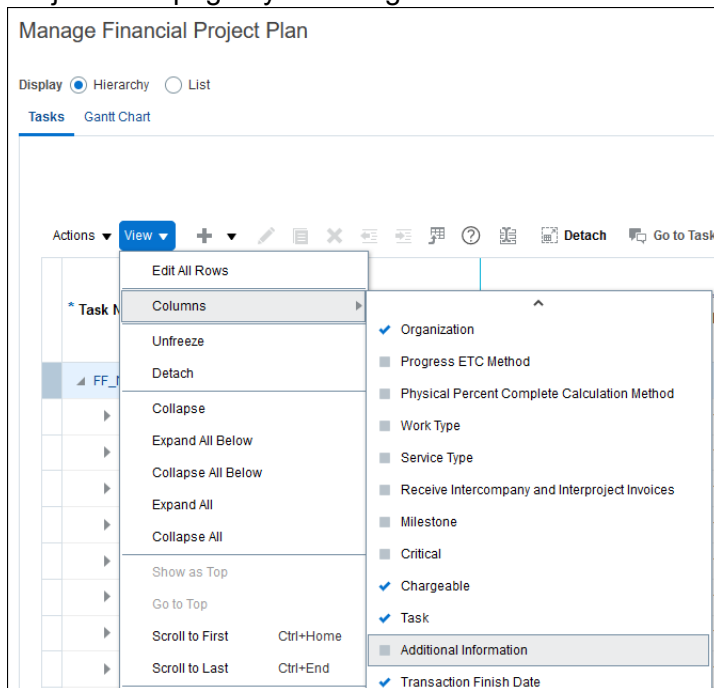 Manage Financial Project Plan
Display Hierarchy List
Tasks Gantt Chart
Actions View Detach Go to Task
Edit All Rows
* Task N
Columns
Unfreeze
Detach
Collapse
Expand All Below
Collapse All Below
Expand All
Collapse All
Show as Top
Go to Top
Scroll to First Ctrl+Home
Scroll to Last Ctrl+End
Organization
Progress ETC Method
Physical Percent Complete Calculation Method
Work Type
Service Type
Receive Intercompany and Interproject Invoices
Milestone
Critical
Chargeable
Task
Additional Information
Transaction Finish Date